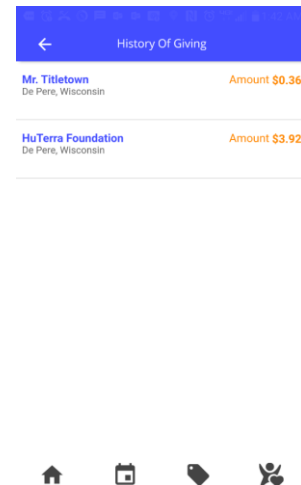 History Of Giving
Mr. Titletown
Amount $0.36
De Pere, Wisconsin
HuTerra Foundation
Amount $3.92
De Pere, Wisconsin